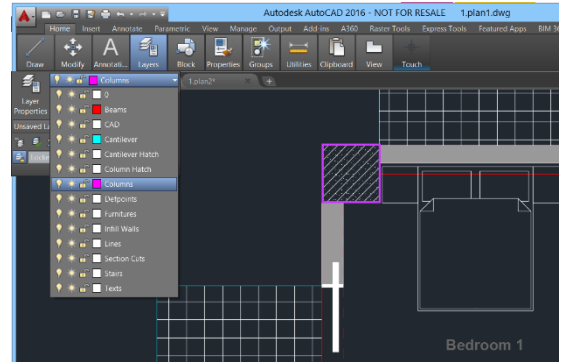 Autodesk AutoCAD 2016 - NOT FOR RESALE 1.plan1.dwg
Home Insert Annotate Parametric View Manage Output Add-ins A360 Raster Tools Express Tools Featured Apps BIM 36
Draw Modify Annotati... Layers Block Properties Groups Utilities Clipboard View Touch
Columns
1.plan2*
Layer
Properties
Unsaved La
0
Beams
CAD
Cantilever
Cantilever Hatch
Column Hatch
Columns
Defpoints
Furnitures
Infill Walls
Lines
Section Cuts
Stairs
Texts
Bedroom 1